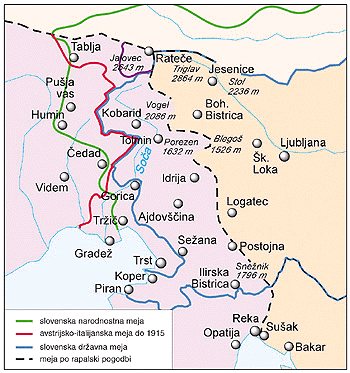 Tablja
Jalovec
2643 m
Rateče
Triglav
2864 m
Jesenice
Stol
2236 m
Pušja
vas
Humin
Kobarid
Vogel
2086 m
Boh.
Bistrica
Tolmin
Porezen
1632 m
Blegoš
1526 m
Ljubljana
Čedad
Soča
Šk.
Loka
Videm
Idrija
Gorica
Ajdovščina
Logatec
Tržič
Gradež
Sežana
Postojna
Trst
Koper
Ilirska
Bistrica
Snežnik
1796 m
Piran
Reka
Opatija
Sušak
Bakar
slovenska narodnostna meja
avstrijsko-italijanska meja do 1915
slovenska državna meja
meja po rapalski pogodbi